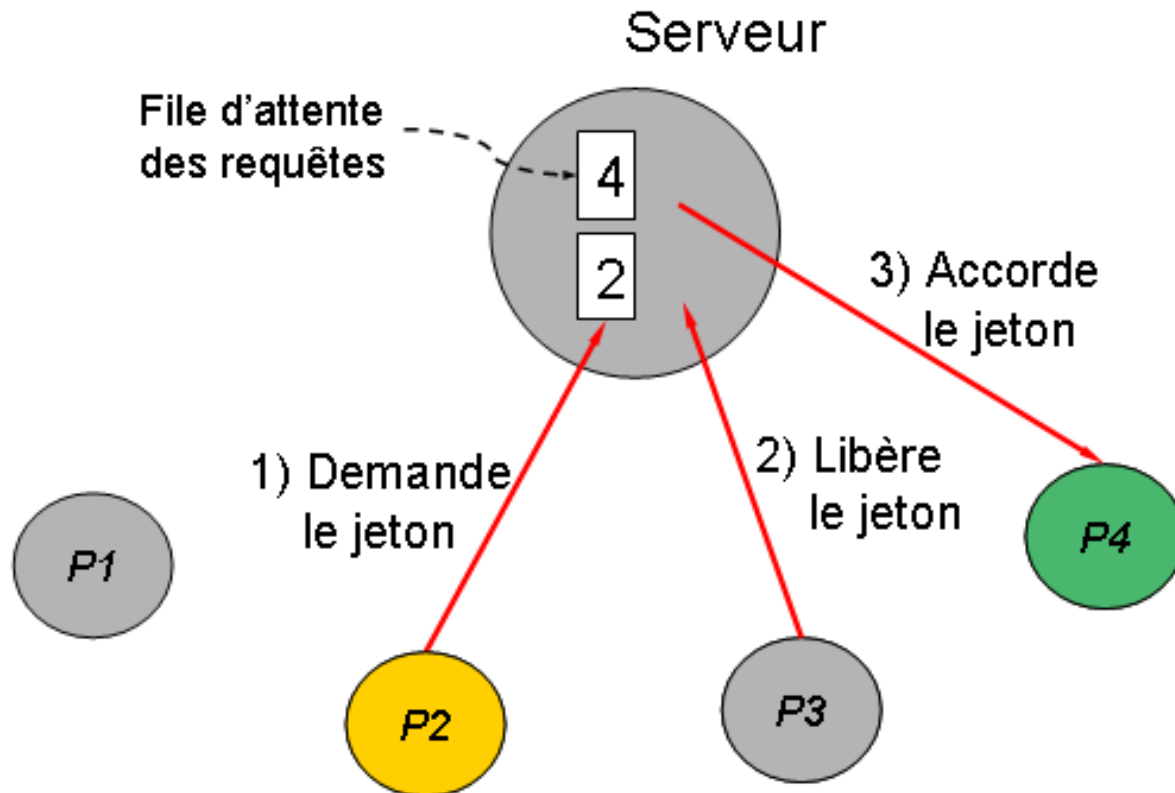 Serveur
File d'attente
des requêtes
4
2
3) Accorde
le jeton
1) Demande
le jeton
2) Libère
le jeton
P1
P2
P3
P4